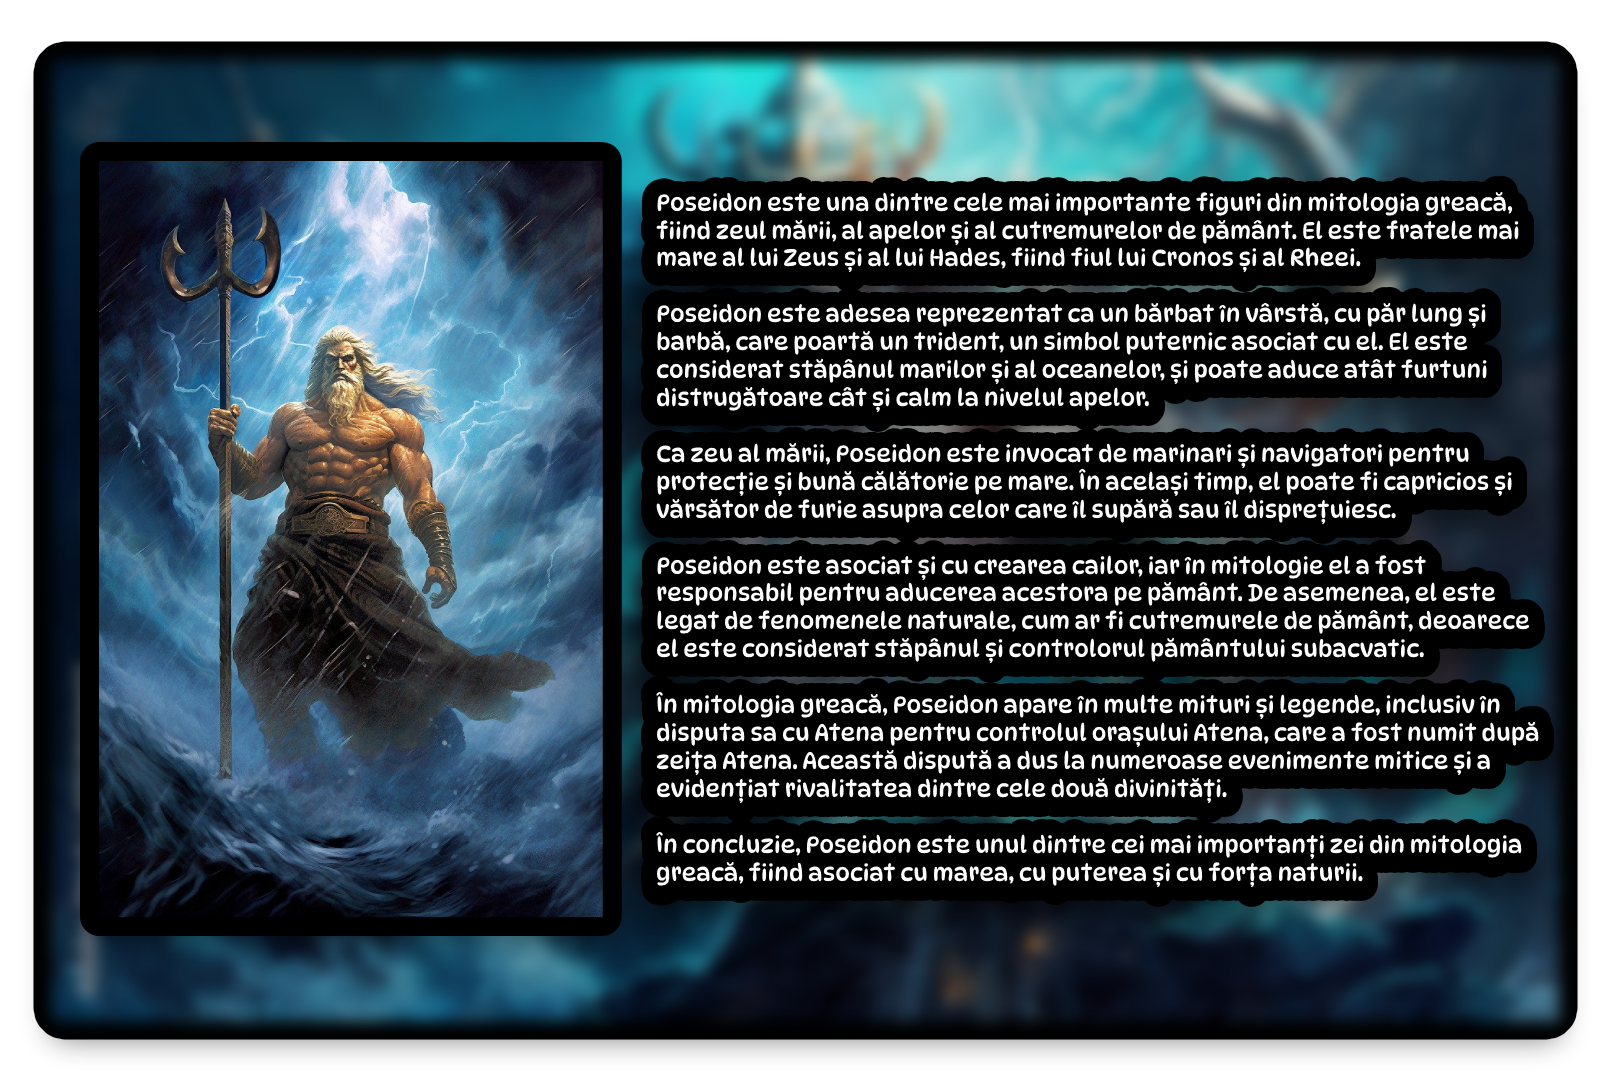 Poseidon este una dintre cele mai importante figuri din mitologia greacă,
fiind zeul mării, al apelor și al cutremurelor de pământ. El este fratele mai
mare al lui Zeus și al lui Hades, fiind fiul lui Cronos și al Rheei.
Poseidon este adesea reprezentat ca un bărbat în vârstă, cu păr lung și
barbă, care poartă un trident, un simbol puternic asociat cu el. El este
considerat stăpânul marilor și al oceanelor, și poate aduce atât furtuni
distrugătoare cât și calm la nivelul apelor.
Ca zeu al mării, Poseidon este invocat de marinari și navigatori pentru
protecție și bună călătorie pe mare. În același timp, el poate fi capricios și
vărsător de furie asupra celor care îl supără sau îl disprețuiesc.
Poseidon este asociat și cu crearea cailor, iar în mitologie el a fost
responsabil pentru aducerea acestora pe pământ. De asemenea, el este
legat de fenomenele naturale, cum ar fi cutremurele de pământ, deoarece
el este considerat stăpânul și controlorul pământului subacvatic.
În mitologia greacă, Poseidon apare în multe mituri și legende, inclusiv în
disputa sa cu Atena pentru controlul orașului Atena, care a fost numit după
zeița Atena. Această dispută a dus la numeroase evenimente mitice și a
evidențiat rivalitatea dintre cele două divinități.
În concluzie, Poseidon este unul dintre cei mai importanți zei din mitologia
greacă, fiind asociat cu marea, cu puterea și cu forța naturii.